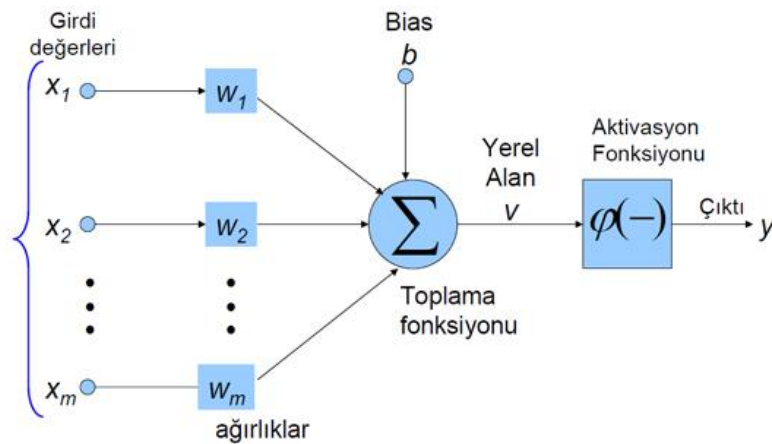 Girdi
değerleri
Bias
b
x1
w1
Yerel
Alan
v
Aktivasyon
Fonksiyonu
x2
w2
∑
φ(−)
Çıktı
y
Toplama
fonksiyonu
xm
wm
ağırlıklar